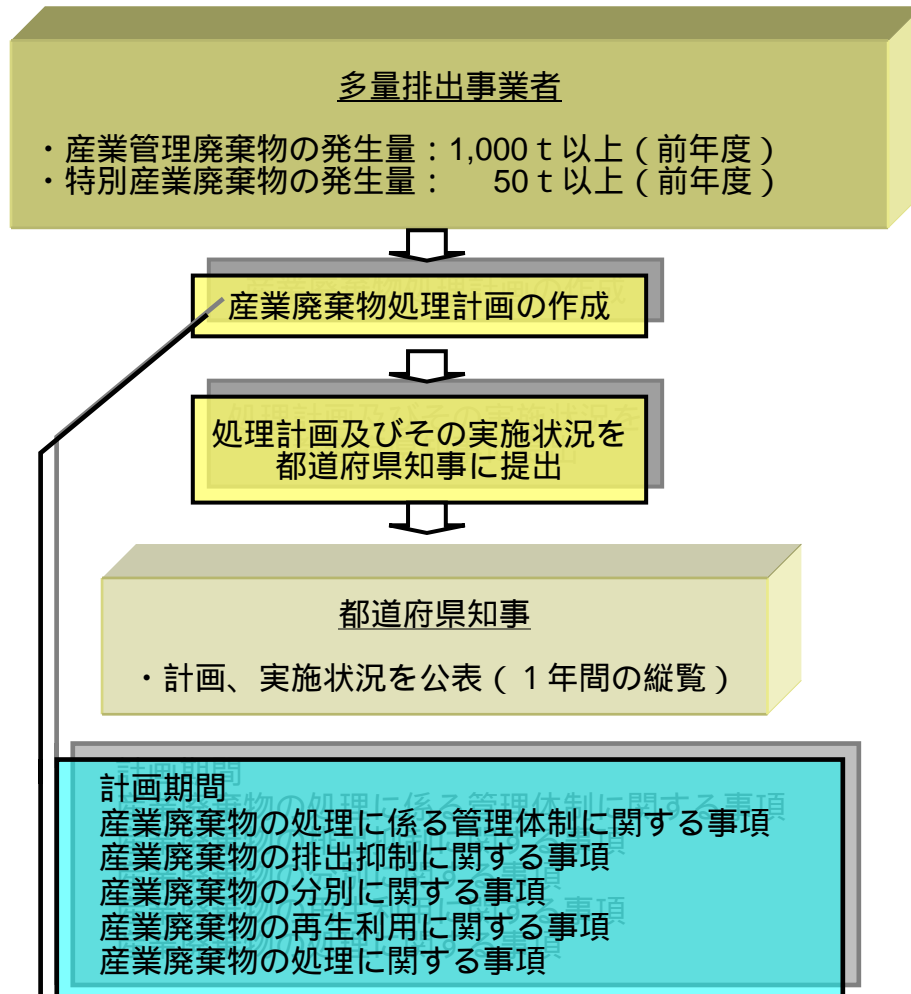 多量排出事業者
・産業管理廃棄物の発生量：1,000ｔ以上（前年度）
・特別産業廃棄物の発生量：　50ｔ以上（前年度）
産業廃棄物処理計画の作成
処理計画及びその実施状況を
都道府県知事に提出
都道府県知事
・計画、実施状況を公表（１年間の縦覧）
計画期間
産業廃棄物の処理に係る管理体制に関する事項
産業廃棄物の排出抑制に関する事項
産業廃棄物の分別に関する事項
産業廃棄物の再生利用に関する事項
産業廃棄物の処理に関する事項